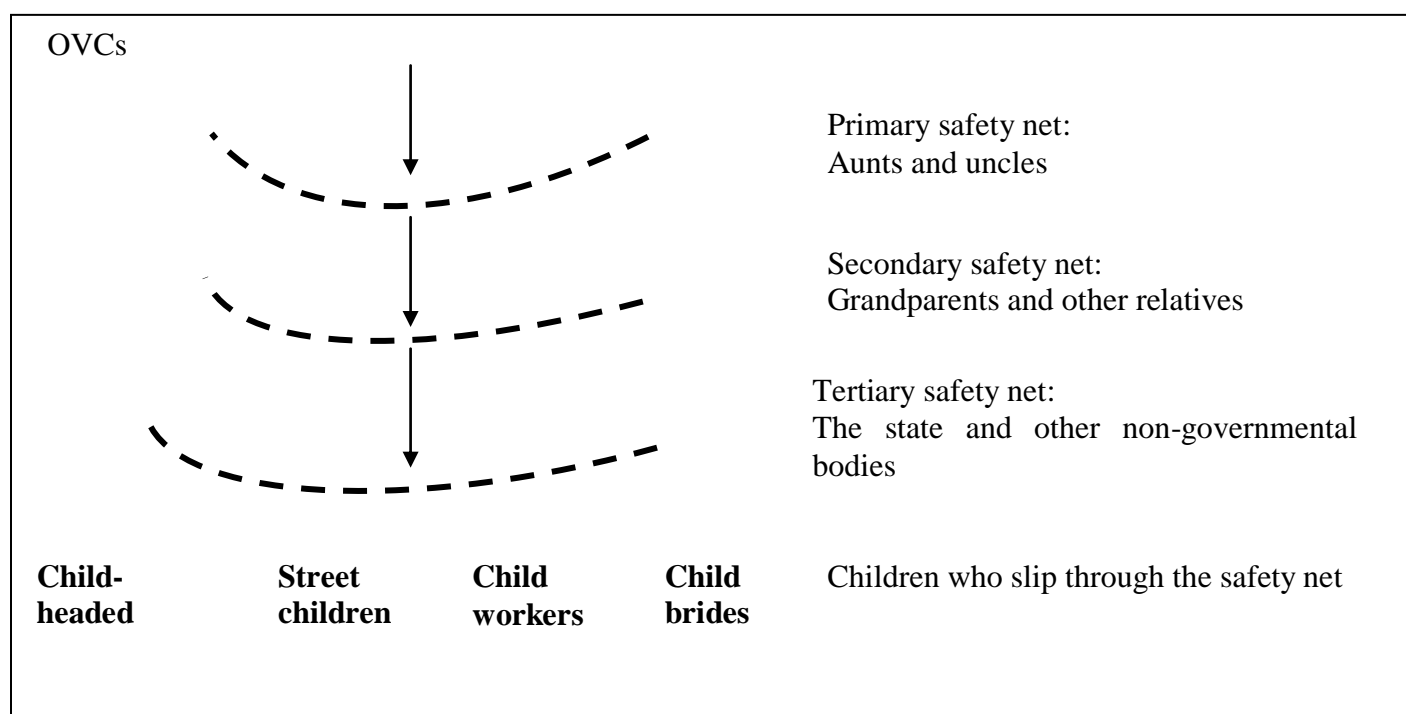 OVCs
Primary safety net:
Aunts and uncles
Secondary safety net:
Grandparents and other relatives
Tertiary safety net:
The state and other non-governmental
bodies
Child-
headed
Street
children
Child
workers
Child
brides
Children who slip through the safety net